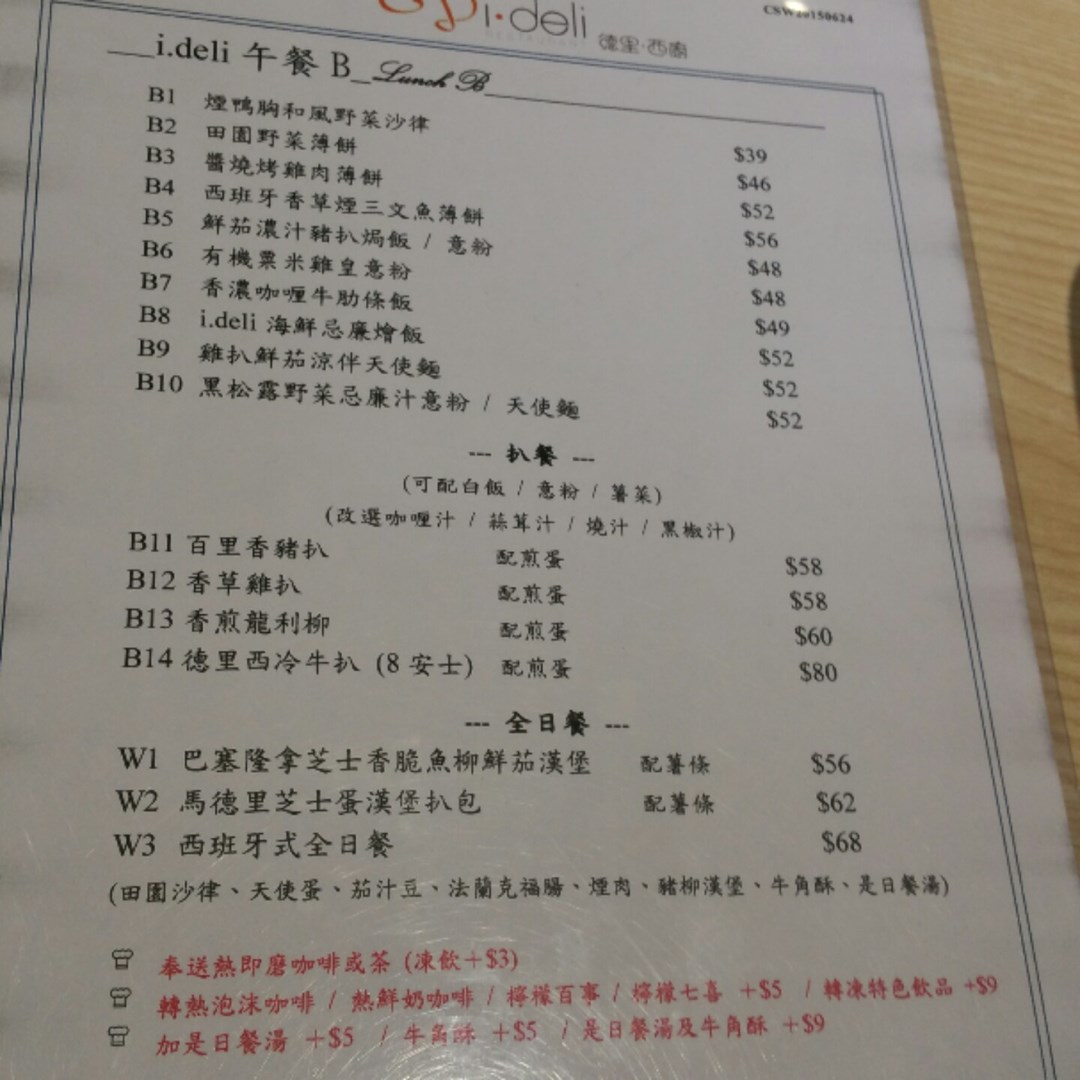 i.deli
德里·西廚
CSW20150624
i.deli 午餐 B Lunch B
B1 煙鴨胸和風野菜沙律 $39
B2 田園野菜薄餅 $46
B3 醬燒烤雞肉薄餅 $52
B4 西班牙香草煙三文魚薄餅 $56
B5 鮮茄濃汁豬扒焗飯 / 意粉 $48
B6 有機粟米雞皇意粉 $48
B7 香濃咖喱牛肋條飯 $49
B8 i.deli 海鮮忌廉燴飯 $52
B9 雞扒鮮茄涼伴天使麵 $52
B10 黑松露野菜忌廉汁意粉 / 天使麵 $52
--- 扒餐 ---
(可配白飯 / 意粉 / 薯菜)
(改選咖喱汁 / 蒜茸汁 / 燒汁 / 黑椒汁)
B11 百里香豬扒 配煎蛋 $58
B12 香草雞扒 配煎蛋 $58
B13 香煎龍利柳 配煎蛋 $60
B14 德里西冷牛扒 (8 安士) 配煎蛋 $80
--- 全日餐 ---
W1 巴塞隆拿芝士香脆魚柳鮮茄漢堡 配薯條 $56
W2 馬德里芝士蛋漢堡扒包 配薯條 $62
W3 西班牙式全日餐 $68
(田園沙律、天使蛋、茄汁豆、法蘭克福腸、煙肉、豬柳漢堡、牛角酥、是日餐湯)
奉送熱即磨咖啡或茶 (凍飲+$3)
轉熱泡沫咖啡 / 熱鮮奶咖啡 / 檸檬百事 / 檸檬七喜 +$5 / 轉凍特色飲品 +$9
加是日餐湯 +$5 / 牛角酥 +$5 / 是日餐湯及牛角酥 +$9